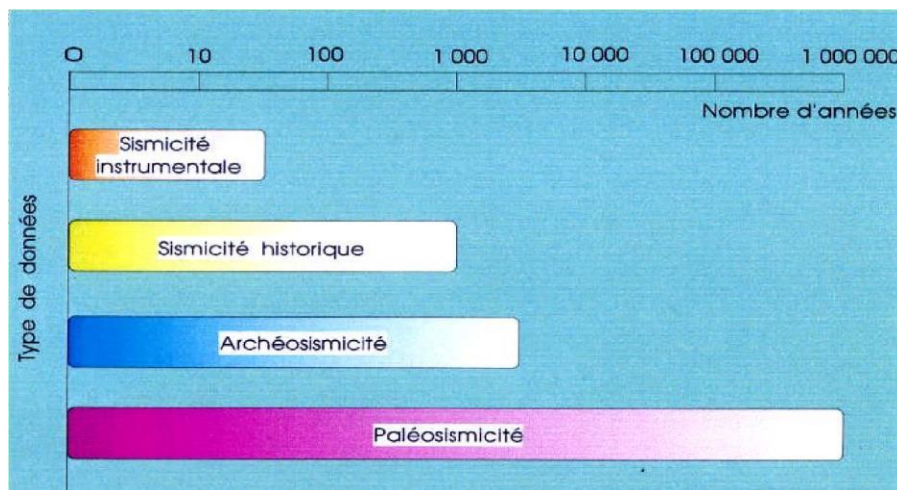 0 10 100 1 000 10 000 100 000 1 000 000
Nombre d'années
Type de données
Sismicité
instrumentale
Sismicité historique
Archéosismicité
Paléosismicité